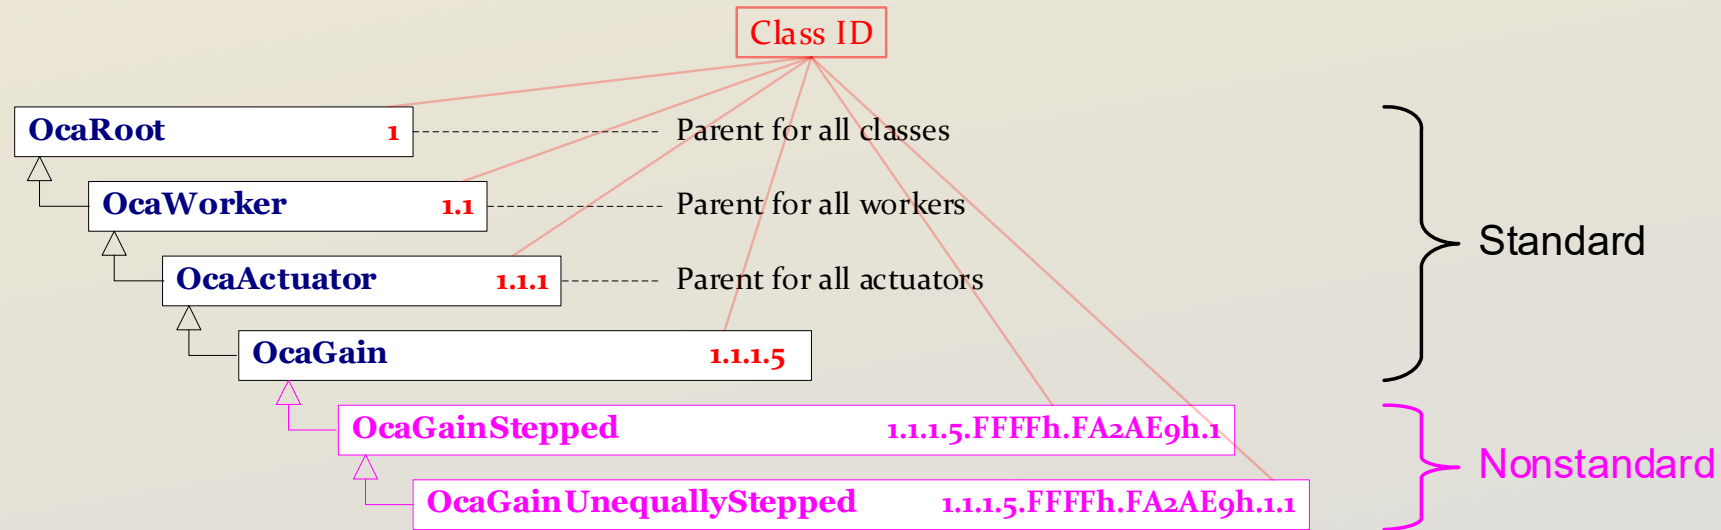 Class ID
OcaRoot 1 Parent for all classes
OcaWorker 1.1 Parent for all workers
OcaActuator 1.1.1 Parent for all actuators
Standard
OcaGain 1.1.1.5
OcaGainStepped 1.1.1.5.FFFFh.FA2AE9h.1
Nonstandard
OcaGainUnequallyStepped 1.1.1.5.FFFFh.FA2AE9h.1.1